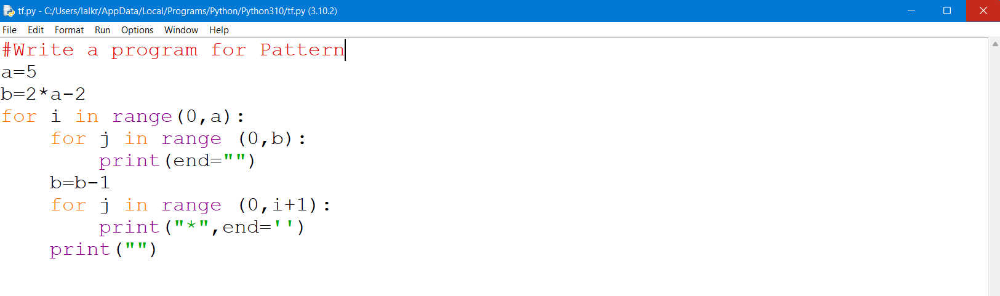 tf.py - C:/Users/lalkr/AppData/Local/Programs/Python/Python310/tf.py (3.10.2)
File Edit Format Run Options Window Help
#Write a program for Pattern
a=5
b=2*a-2
for i in range(0,a):
    for j in range (0,b):
        print(end="")
    b=b-1
    for j in range (0,i+1):
        print("*",end='')
    print("")